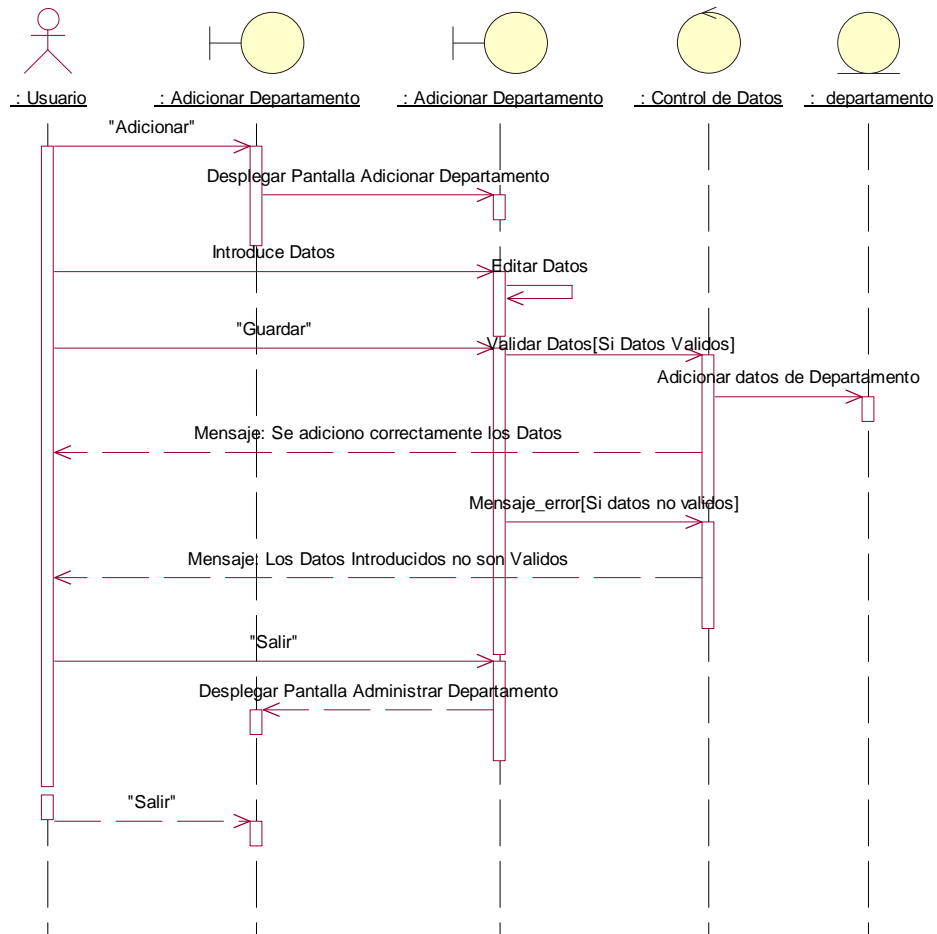 : Usuario
: Adicionar Departamento
: Adicionar Departamento
: Control de Datos
: departamento
"Adicionar"
Desplegar Pantalla Adicionar Departamento
Introduce Datos
Editar Datos
"Guardar"
Validar Datos[Si Datos Validos]
Adicionar datos de Departamento
Mensaje: Se adiciono correctamente los Datos
Mensaje_error[Si datos no validos]
Mensaje: Los Datos Introducidos no son Validos
"Salir"
Desplegar Pantalla Administrar Departamento
"Salir"